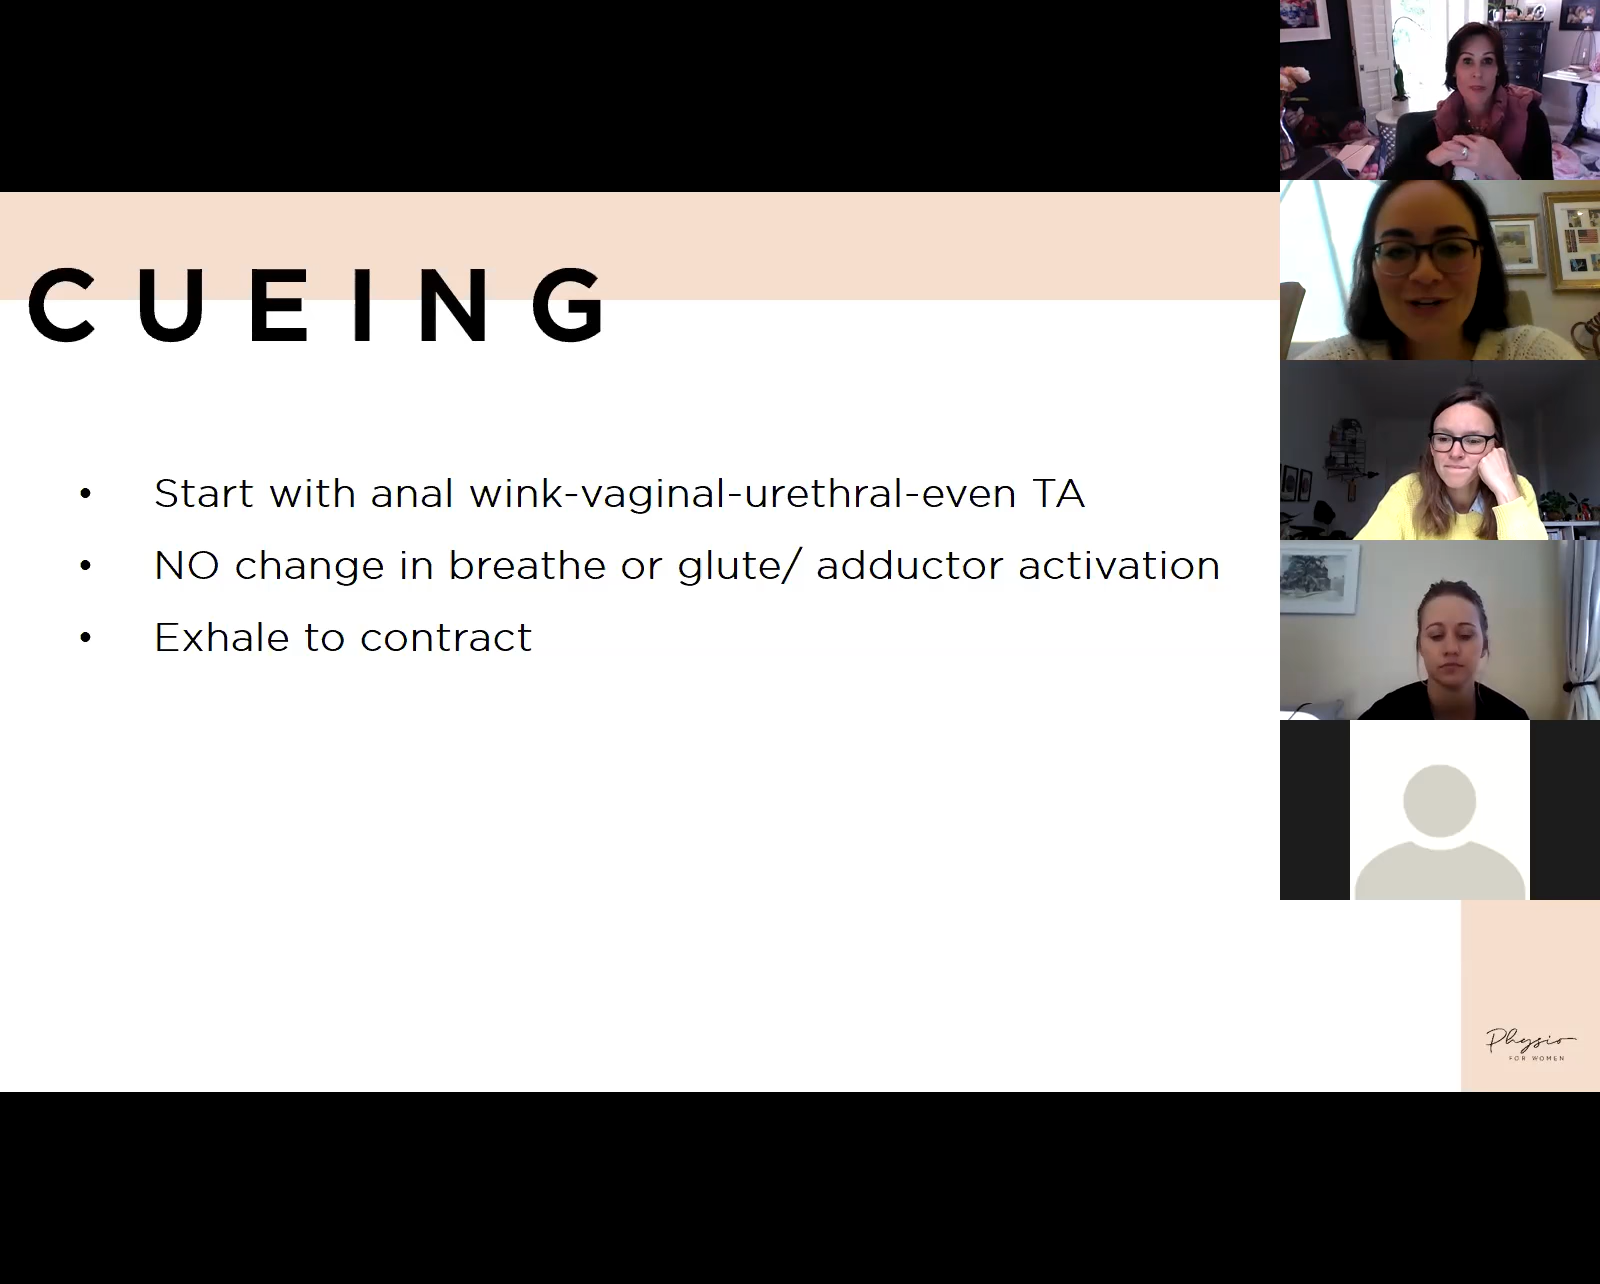 CUEING
• Start with anal wink-vaginal-urethral-even TA
• NO change in breathe or glute/ adductor activation
• Exhale to contract
Physio
FOR WOMEN